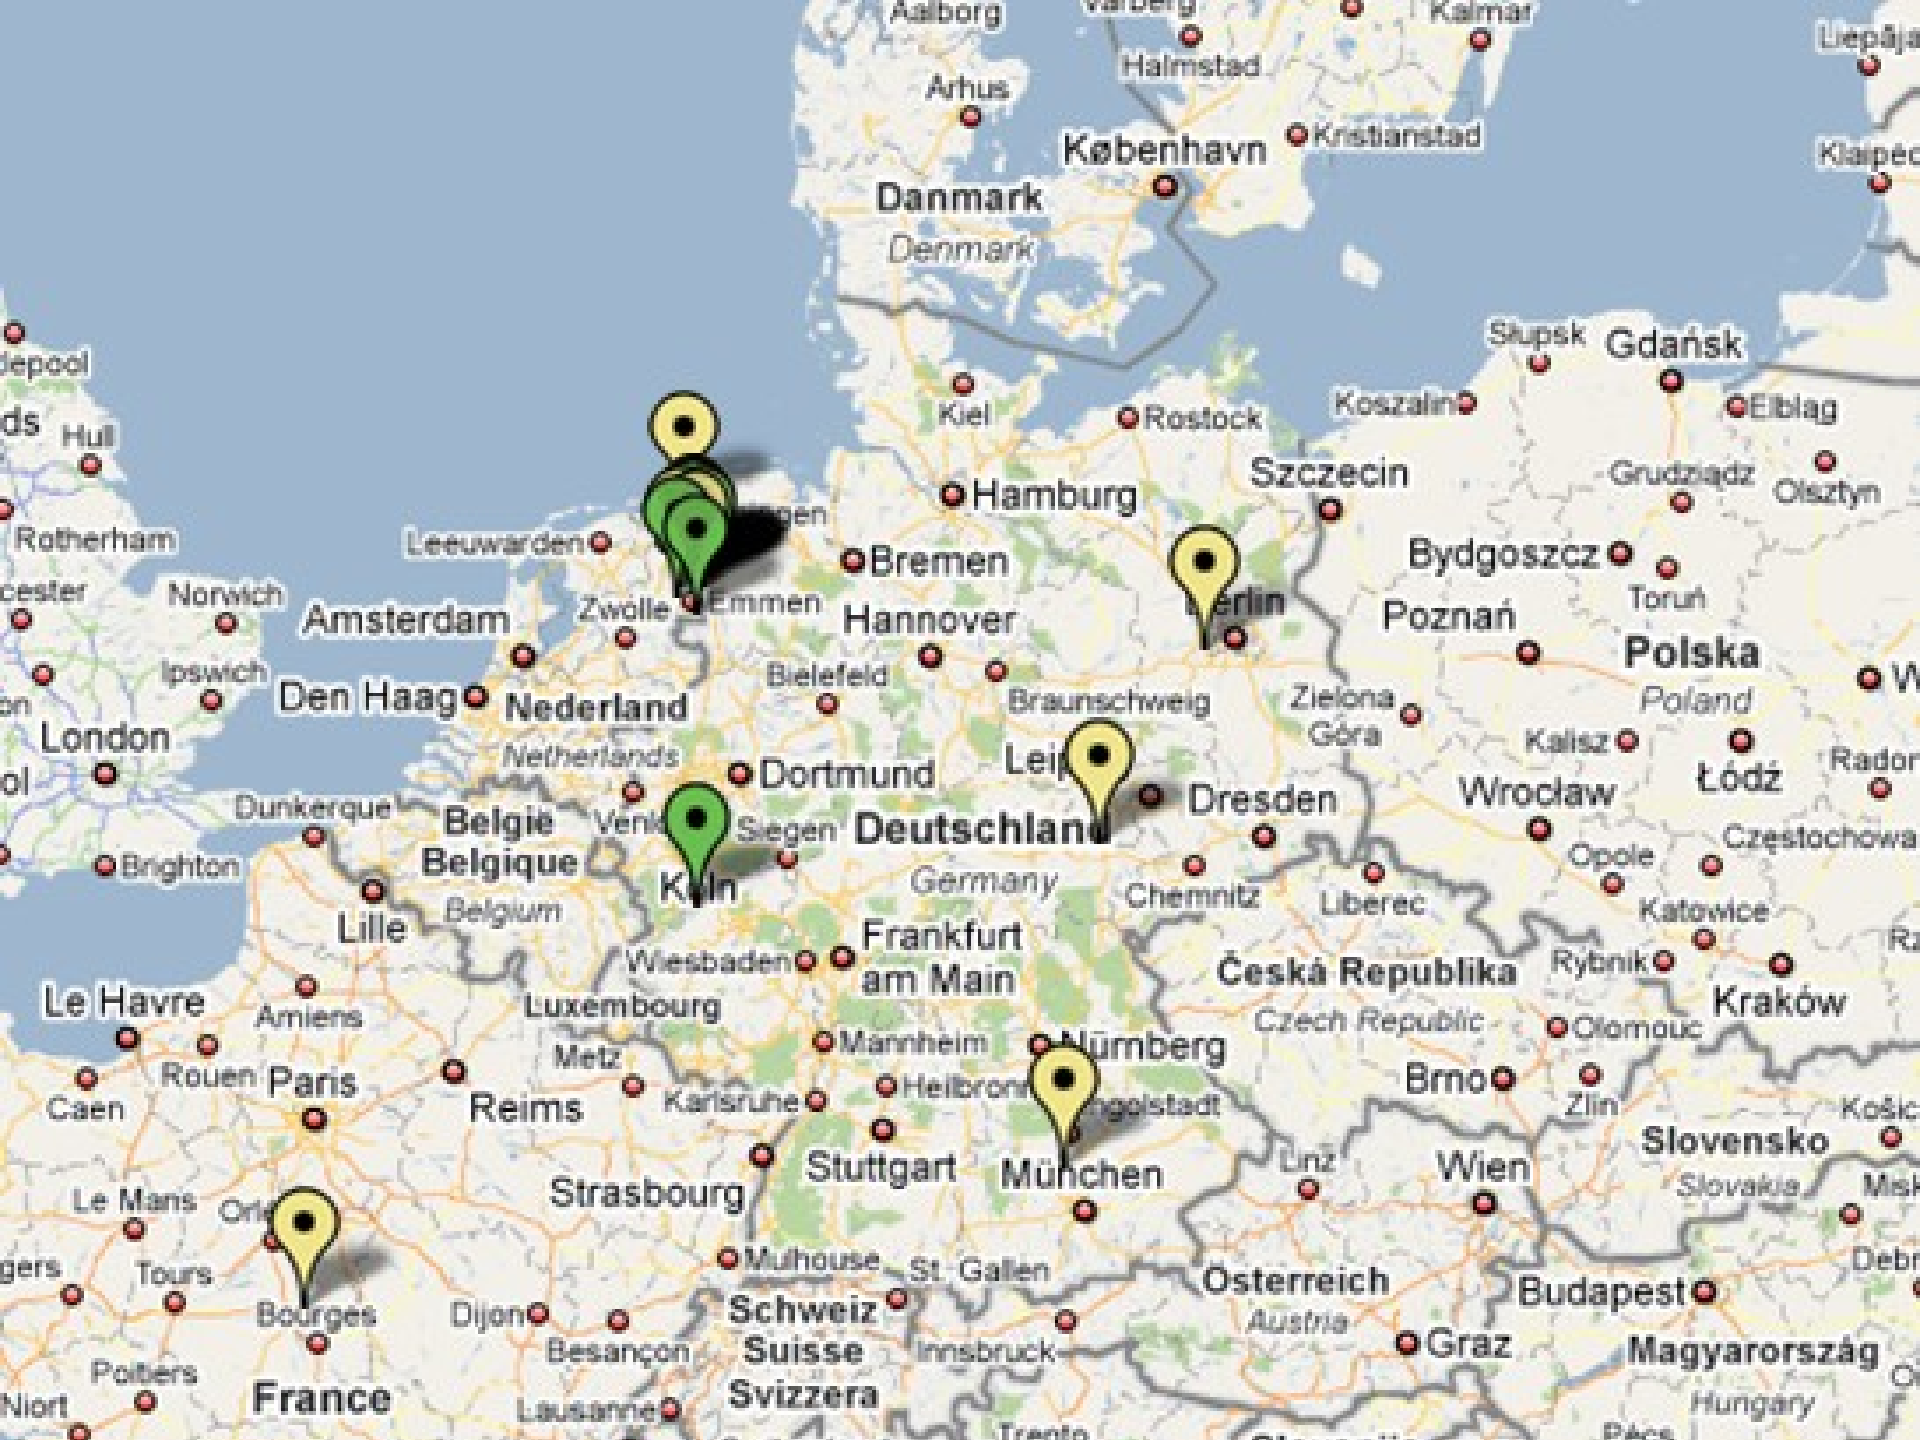 Aalborg
Varberg
Kalmar
Halmstad
Liepāja
Arhus
København
Kristianstad
Danmark
Denmark
Słupsk
Gdańsk
Kiel
Rostock
Koszalin
Elbląg
Hull
Szczecin
Grudziądz
Olsztyn
Hamburg
Rotherham
Leeuwarden
Bremen
Bydgoszcz
Toruń
Norwich
Amsterdam
Zwolle
Emmen
Hannover
Poznań
Polska
Poland
Ipswich
Den Haag
Nederland
Netherlands
Bielefeld
Braunschweig
Zielona
Góra
Kalisz
London
Dortmund
Łódź
Wrocław
Dresden
Dunkerque
België
Belgique
Belgium
Siegen
Deutschland
Germany
Częstochowa
Opole
Brighton
Chemnitz
Liberec
Katowice
Lille
Köln
Frankfurt
am Main
Wiesbaden
Česká Republika
Czech Republic
Rybnik
Kraków
Le Havre
Amiens
Luxembourg
Olomouc
Mannheim
Nürnberg
Metz
Rouen
Paris
Reims
Karlsruhe
Heilbronn
Brno
Zlín
Caen
Slovensko
Slovakia
Strasbourg
Stuttgart
München
Linz
Wien
Le Mans
Mulhouse
St. Gallen
Tours
Bourges
Dijon
Besançon
Schweiz
Suisse
Svizzera
Österreich
Austria
Innsbruck
Graz
Budapest
Magyarország
Hungary
Poitiers
Niort
France
Lausanne
Trento
Pécs